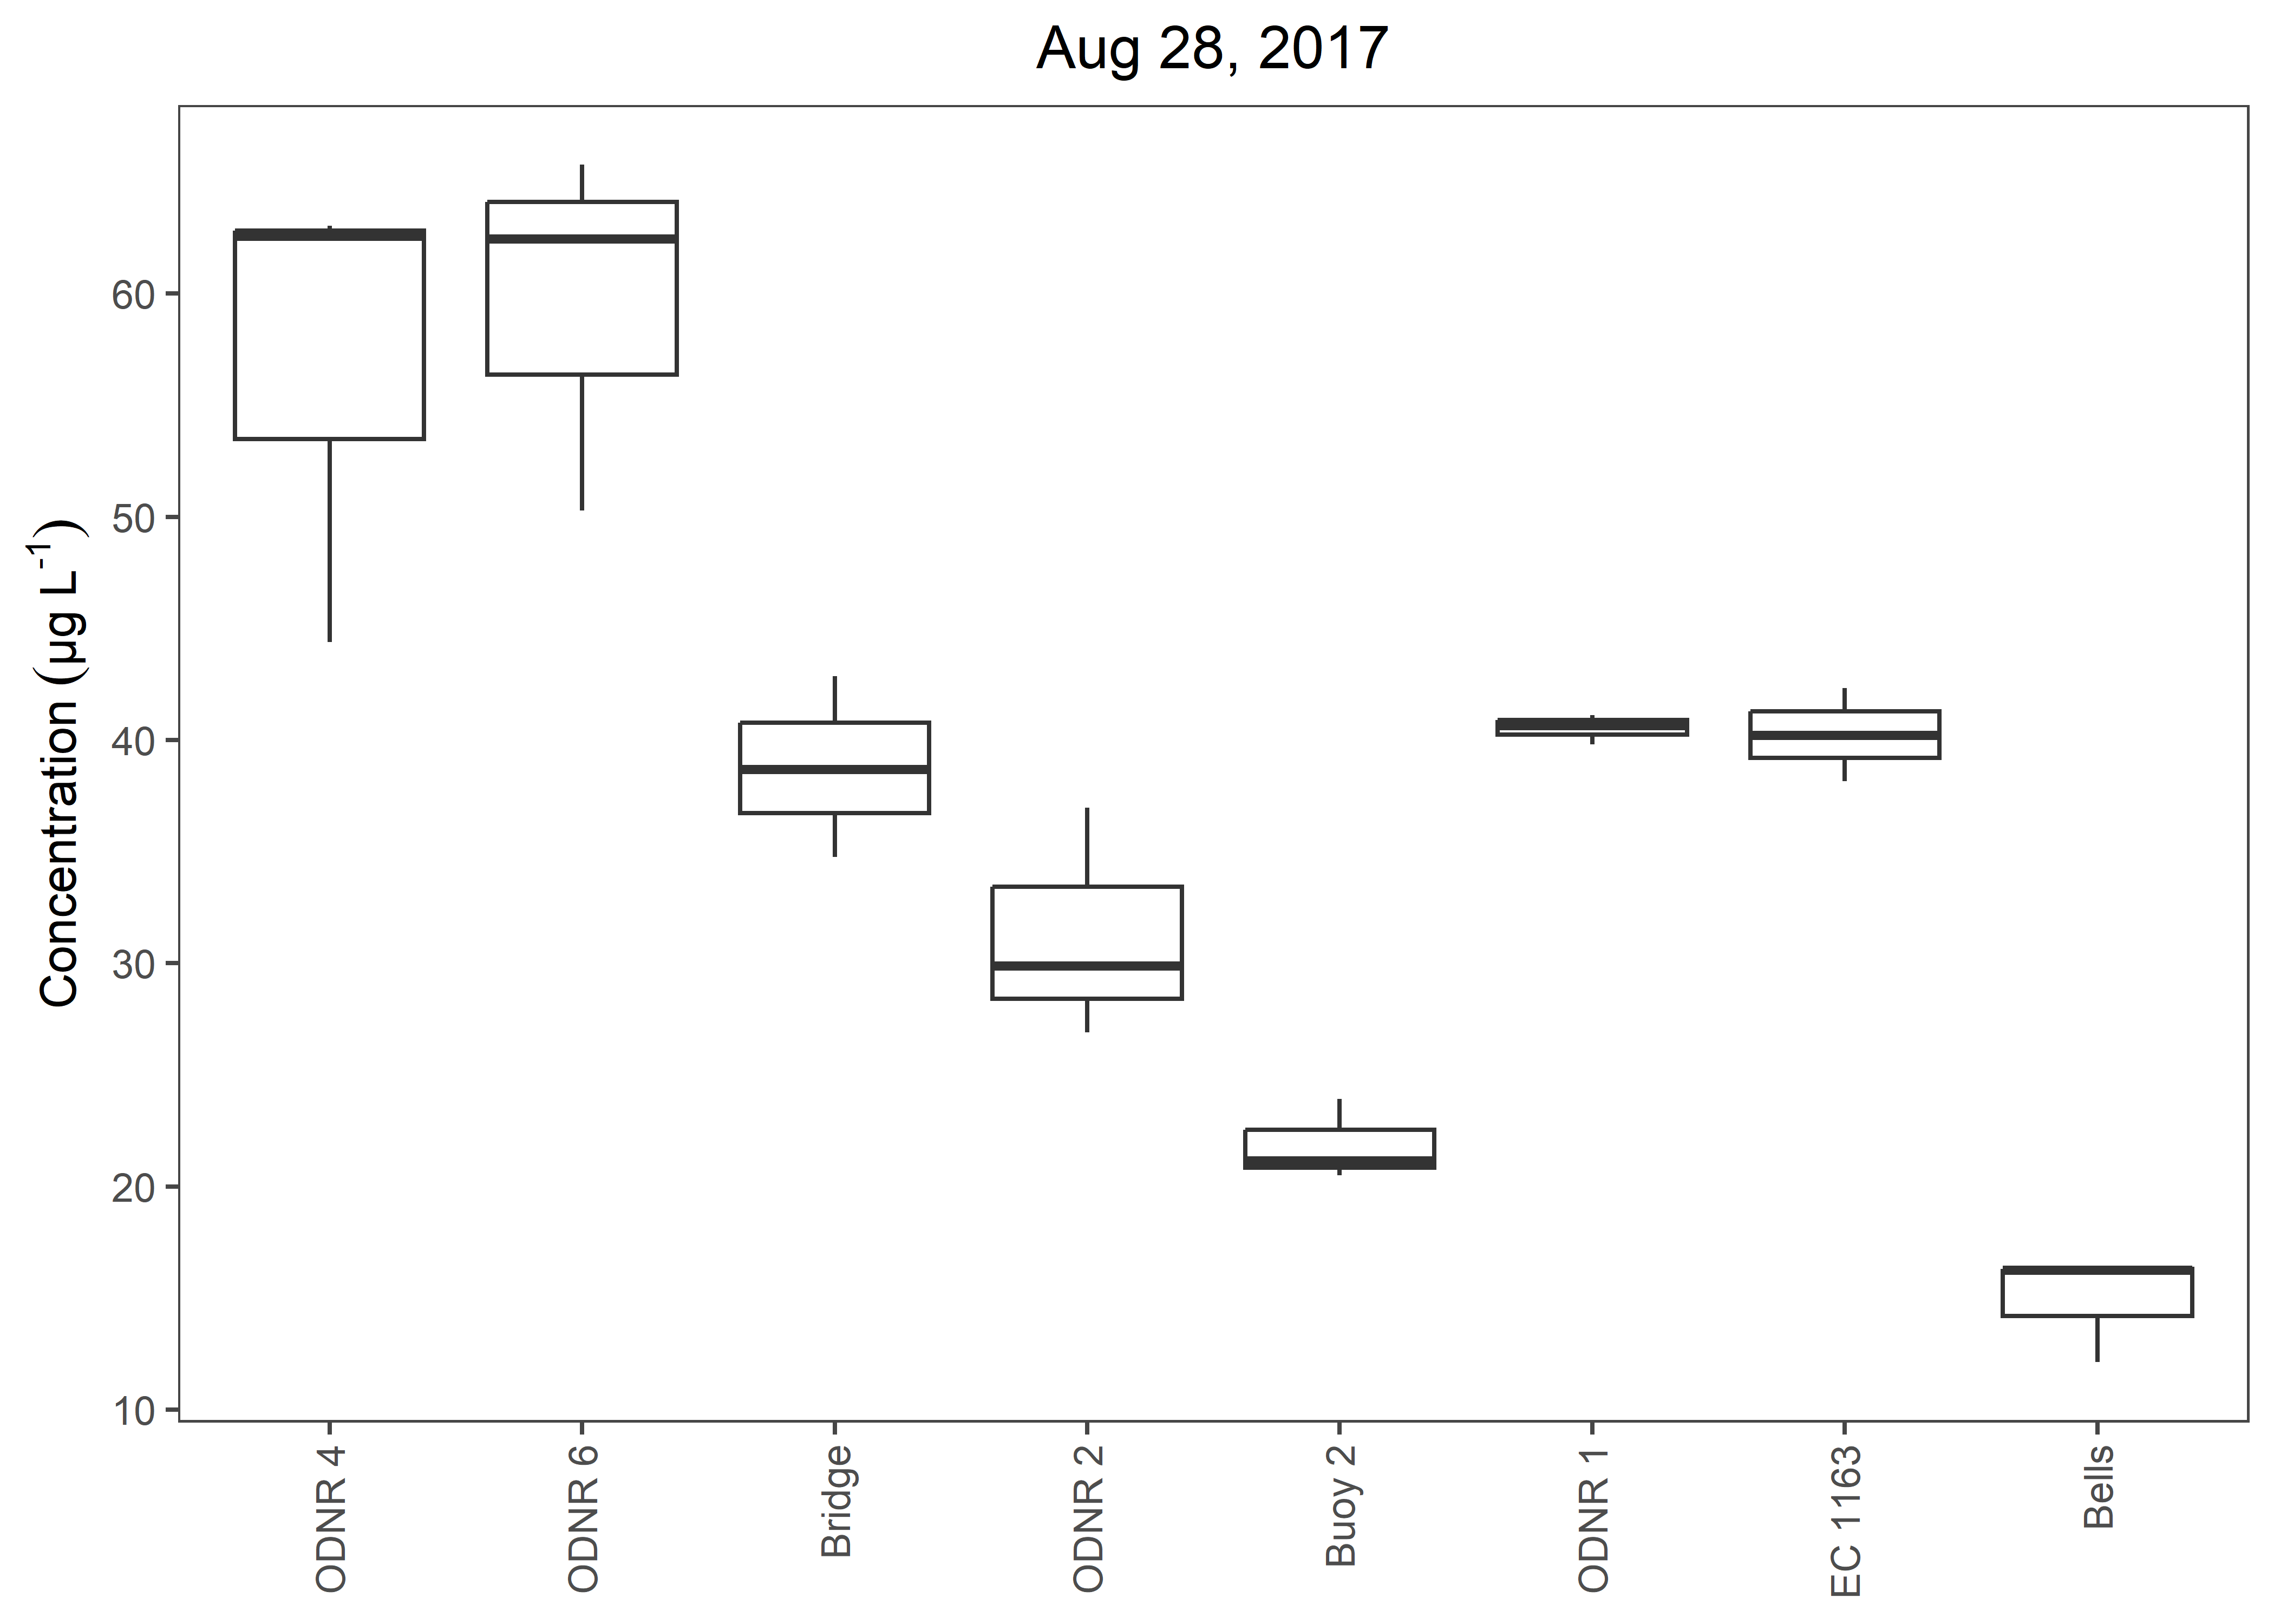 Aug 28, 2017
Concentration (µg L⁻¹)
60
50
40
30
20
10
ODNR 4
ODNR 6
Bridge
ODNR 2
Buoy 2
ODNR 1
EC 1163
Bells